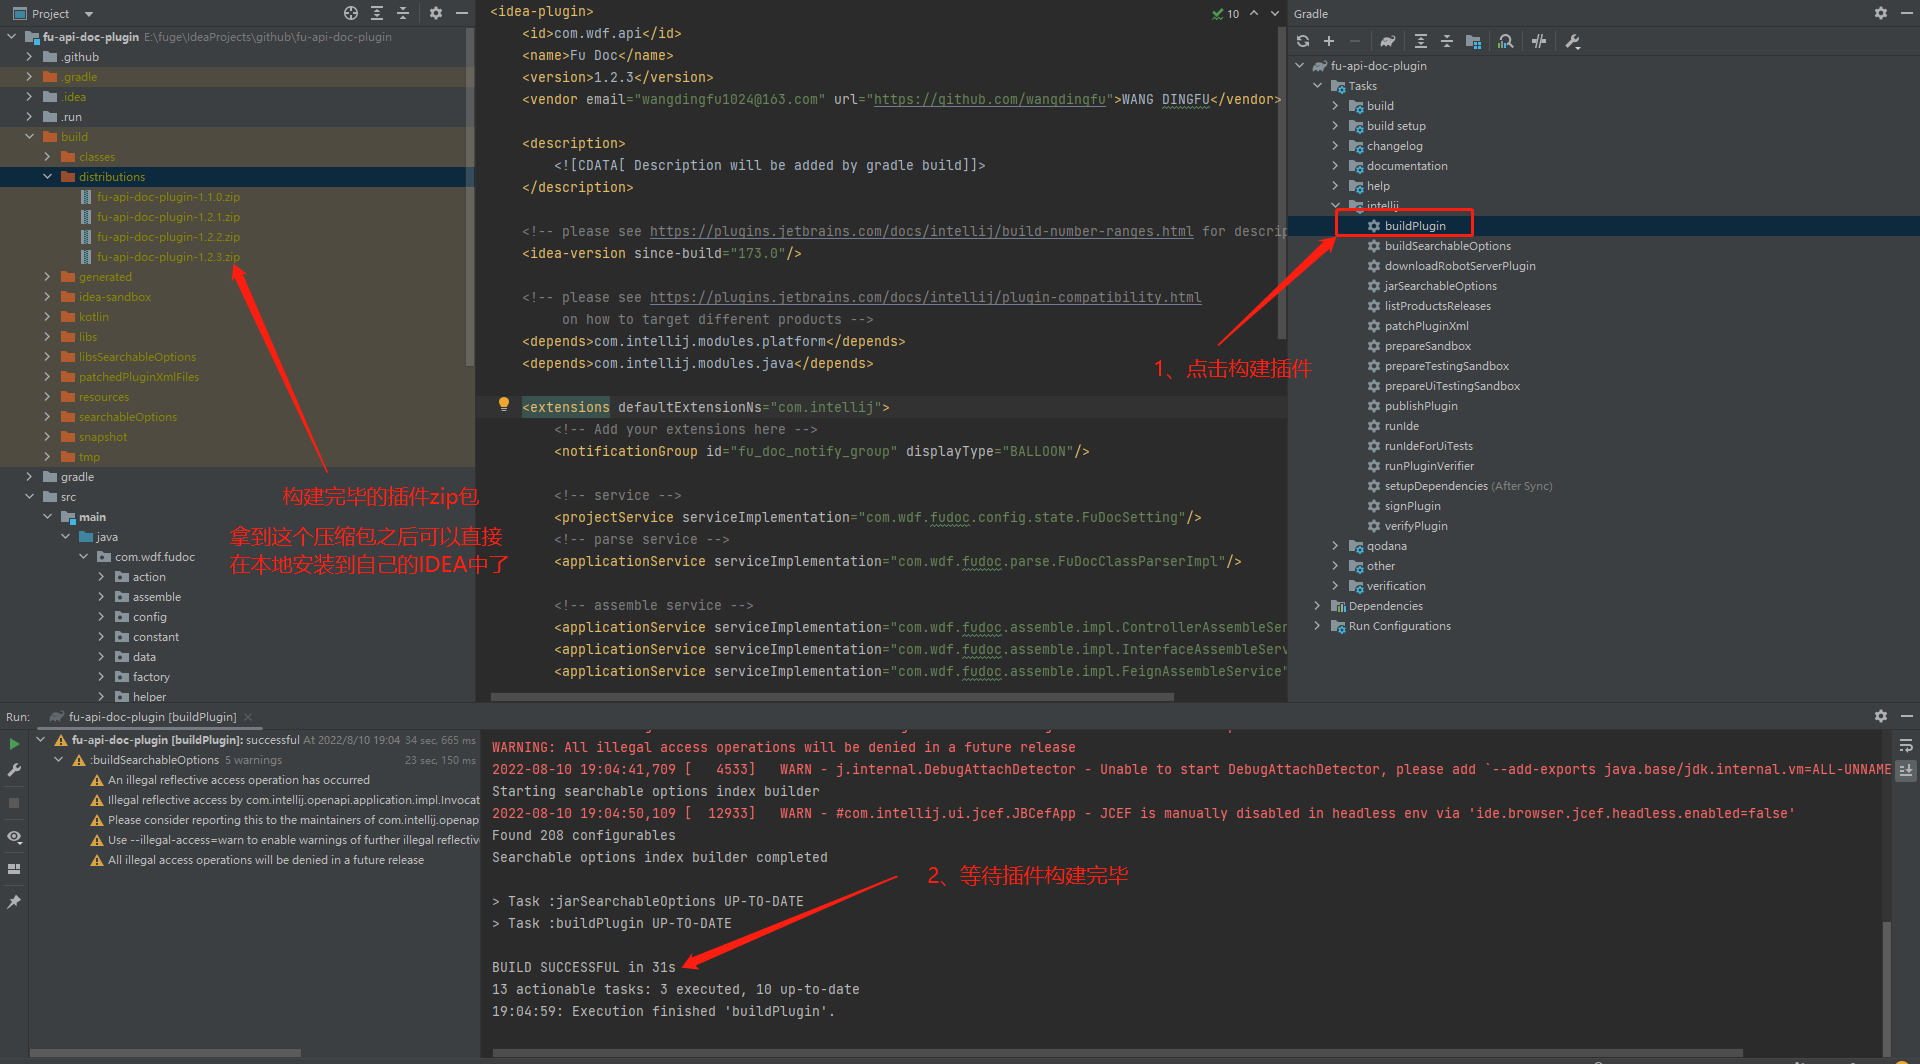 Project
fu-api-doc-plugin E:\fuge\IdeaProjects\github\fu-api-doc-plugin
.github
.gradle
.idea
.run
build
classes
distributions
fu-api-doc-plugin-1.1.0.zip
fu-api-doc-plugin-1.2.1.zip
fu-api-doc-plugin-1.2.2.zip
fu-api-doc-plugin-1.2.3.zip
generated
idea-sandbox
kotlin
libs
libsSearchableOptions
patchedPluginXmlFiles
resources
searchableOptions
snapshot
tmp
gradle
src
main
java
com.wdf.fudoc
action
assemble
config
constant
data
factory
helper
构建完毕的插件zip包
拿到这个压缩包之后可以直接
在本地安装到自己的IDEA中了
10
<idea-plugin>
<id>com.wdf.api</id>
<name>Fu Doc</name>
<version>1.2.3</version>
<vendor email="wangdingfu1024@163.com" url="https://github.com/wangdingfu">WANG DINGFU</vendor>
<description>
<![CDATA[ Description will be added by gradle build]]>
</description>
<!-- please see https://plugins.jetbrains.com/docs/intellij/build-number-ranges.html for descrip
<idea-version since-build="173.0"/>
<!-- please see https://plugins.jetbrains.com/docs/intellij/plugin-compatibility.html
on how to target different products -->
<depends>com.intellij.modules.platform</depends>
<depends>com.intellij.modules.java</depends>
<extensions defaultExtensionNs="com.intellij">
<!-- Add your extensions here -->
<notificationGroup id="fu_doc_notify_group" displayType="BALLOON"/>
<!-- service -->
<projectService serviceImplementation="com.wdf.fudoc.config.state.FuDocSetting"/>
<!-- parse service -->
<applicationService serviceImplementation="com.wdf.fudoc.parse.FuDocClassParserImpl"/>
<!-- assemble service -->
<applicationService serviceImplementation="com.wdf.fudoc.assemble.impl.ControllerAssembleSer
<applicationService serviceImplementation="com.wdf.fudoc.assemble.impl.InterfaceAssembleServ
<applicationService serviceImplementation="com.wdf.fudoc.assemble.impl.FeignAssembleService"
1、点击构建插件
Gradle
fu-api-doc-plugin
Tasks
build
build setup
changelog
documentation
help
intellij
buildPlugin
buildSearchableOptions
downloadRobotServerPlugin
jarSearchableOptions
listProductsReleases
patchPluginXml
prepareSandbox
prepareTestingSandbox
prepareUiTestingSandbox
publishPlugin
runIde
runIdeForUiTests
runPluginVerifier
setupDependencies (After Sync)
signPlugin
verifyPlugin
qodana
other
verification
Dependencies
Run Configurations
Run: fu-api-doc-plugin [buildPlugin]
fu-api-doc-plugin [buildPlugin]: successful At 2022/8/10 19:04 34 sec, 665 ms
:buildSearchableOptions 5 warnings 23 sec, 150 ms
An illegal reflective access operation has occurred
Illegal reflective access by com.intellij.openapi.application.impl.Invocat
Please consider reporting this to the maintainers of com.intellij.openap
Use --illegal-access=warn to enable warnings of further illegal reflectiv
All illegal access operations will be denied in a future release
WARNING: All illegal access operations will be denied in a future release
2022-08-10 19:04:41,709 [   4533]   WARN - j.internal.DebugAttachDetector - Unable to start DebugAttachDetector, please add `--add-exports java.base/jdk.internal.vm=ALL-UNNAME
Starting searchable options index builder
2022-08-10 19:04:50,109 [  12933]   WARN - #com.intellij.ui.jcef.JBCefApp - JCEF is manually disabled in headless env via 'ide.browser.jcef.headless.enabled=false'
Found 208 configurables
Searchable options index builder completed
2、等待插件构建完毕
> Task :jarSearchableOptions UP-TO-DATE
> Task :buildPlugin UP-TO-DATE
BUILD SUCCESSFUL in 31s
13 actionable tasks: 3 executed, 10 up-to-date
19:04:59: Execution finished 'buildPlugin'.